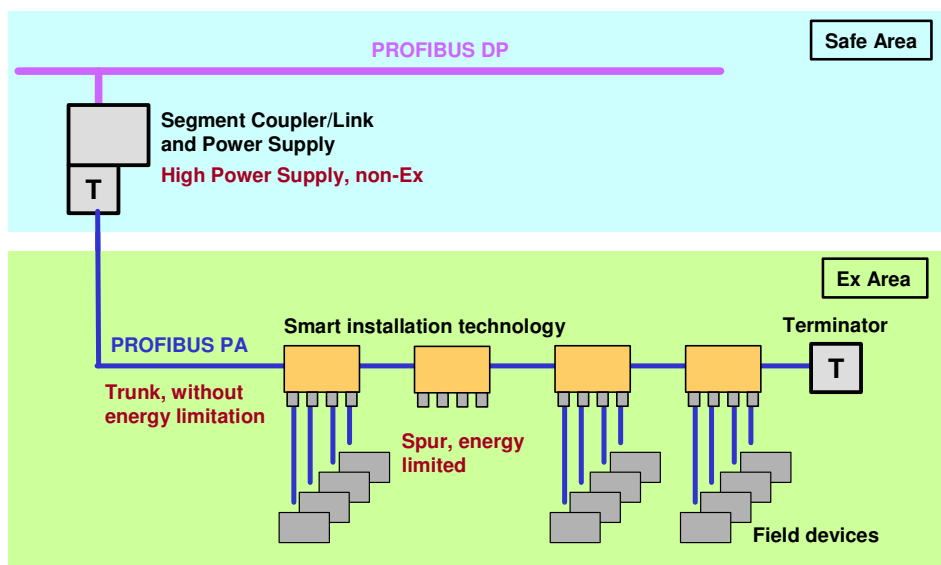 PROFIBUS DP
Safe Area
Segment Coupler/Link
and Power Supply
High Power Supply, non-Ex
T
Ex Area
Smart installation technology
Terminator
PROFIBUS PA
T
Trunk, without
energy limitation
Spur, energy
limited
Field devices